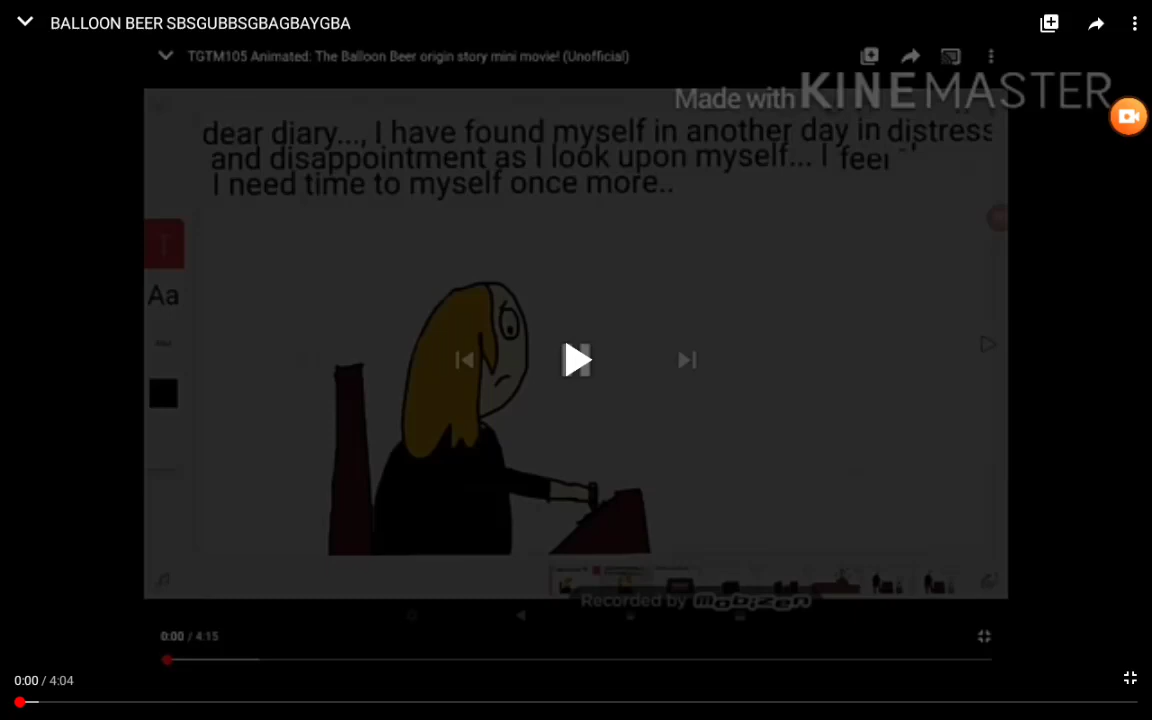 BALLOON BEER SBSGUBBSGBAGBAYGBA
TGTM105 Animated: The Balloon Beer origin story mini movie! (Unofficial)
Made with KINEMASTER
dear diary..., I have found myself in another day in distress
and disappointment as I look upon myself... I feel
I need time to myself once more..
T
Aa
Recorded by mobizen
0:00 / 4:15
0:00 / 4:04